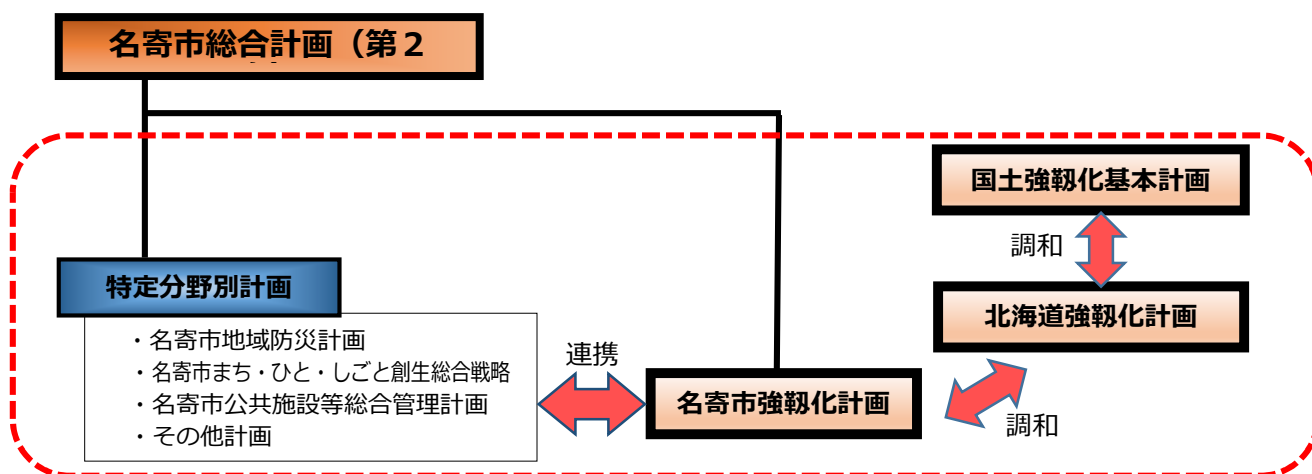 名寄市総合計画（第２
国土強靱化基本計画
調和
特定分野別計画
北海道強靱化計画
・名寄市地域防災計画
・名寄市まち・ひと・しごと創生総合戦略
・名寄市公共施設等総合管理計画
・その他計画
連携
名寄市強靱化計画
調和